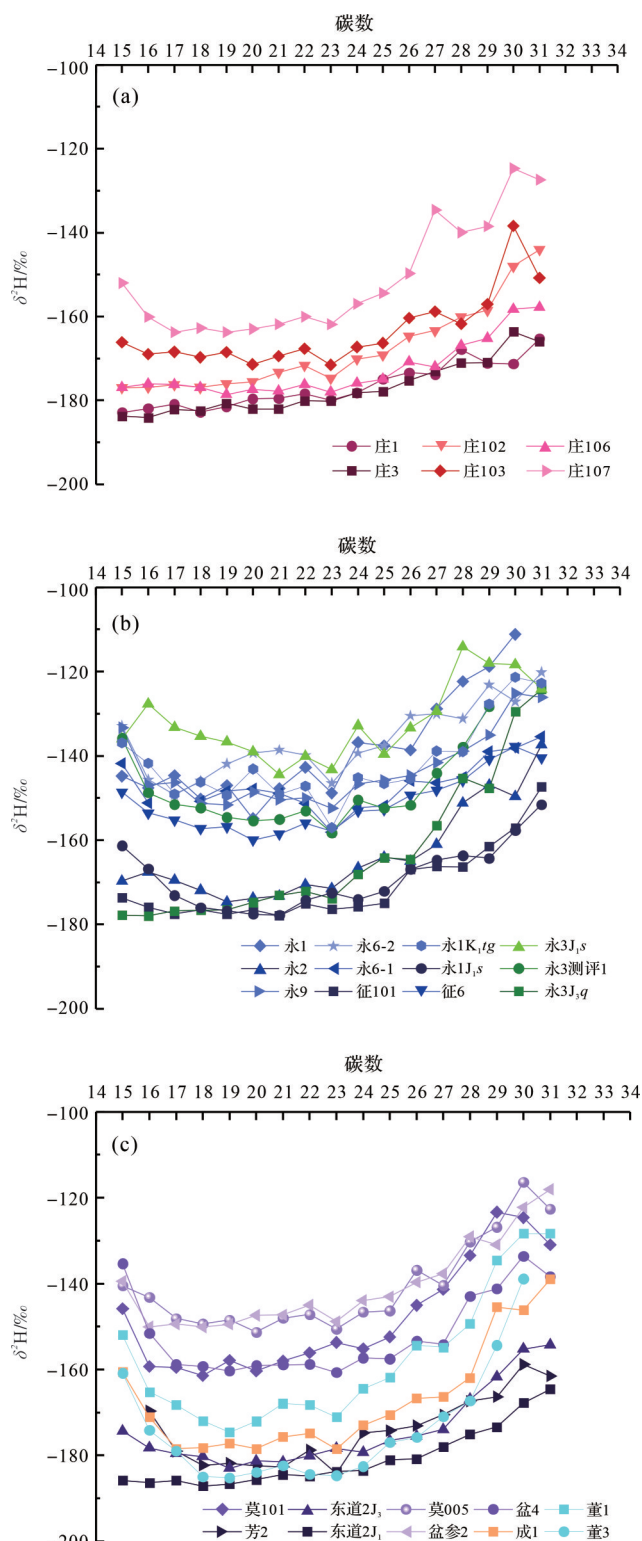 碳数
14 15 16 17 18 19 20 21 22 23 24 25 26 27 28 29 30 31 32 33 34
-100
(a)
-120
-140
δ²H/‰
-160
-180
庄1 庄102 庄106
庄3 庄103 庄107
-200
碳数
14 15 16 17 18 19 20 21 22 23 24 25 26 27 28 29 30 31 32 33 34
-100
(b)
-120
-140
δ²H/‰
-160
-180
永1 永6-2 永1K₁tg 永3J₁s
永2 永6-1 永1J₁s 永3测评1
永9 征101 征6 永3J₃q
-200
碳数
14 15 16 17 18 19 20 21 22 23 24 25 26 27 28 29 30 31 32 33 34
-100
(c)
-120
-140
δ²H/‰
-160
-180
莫101 东道2J₃ 莫005 盆4 董1
芳2 东道2J₁ 盆参2 成1 董3
-200